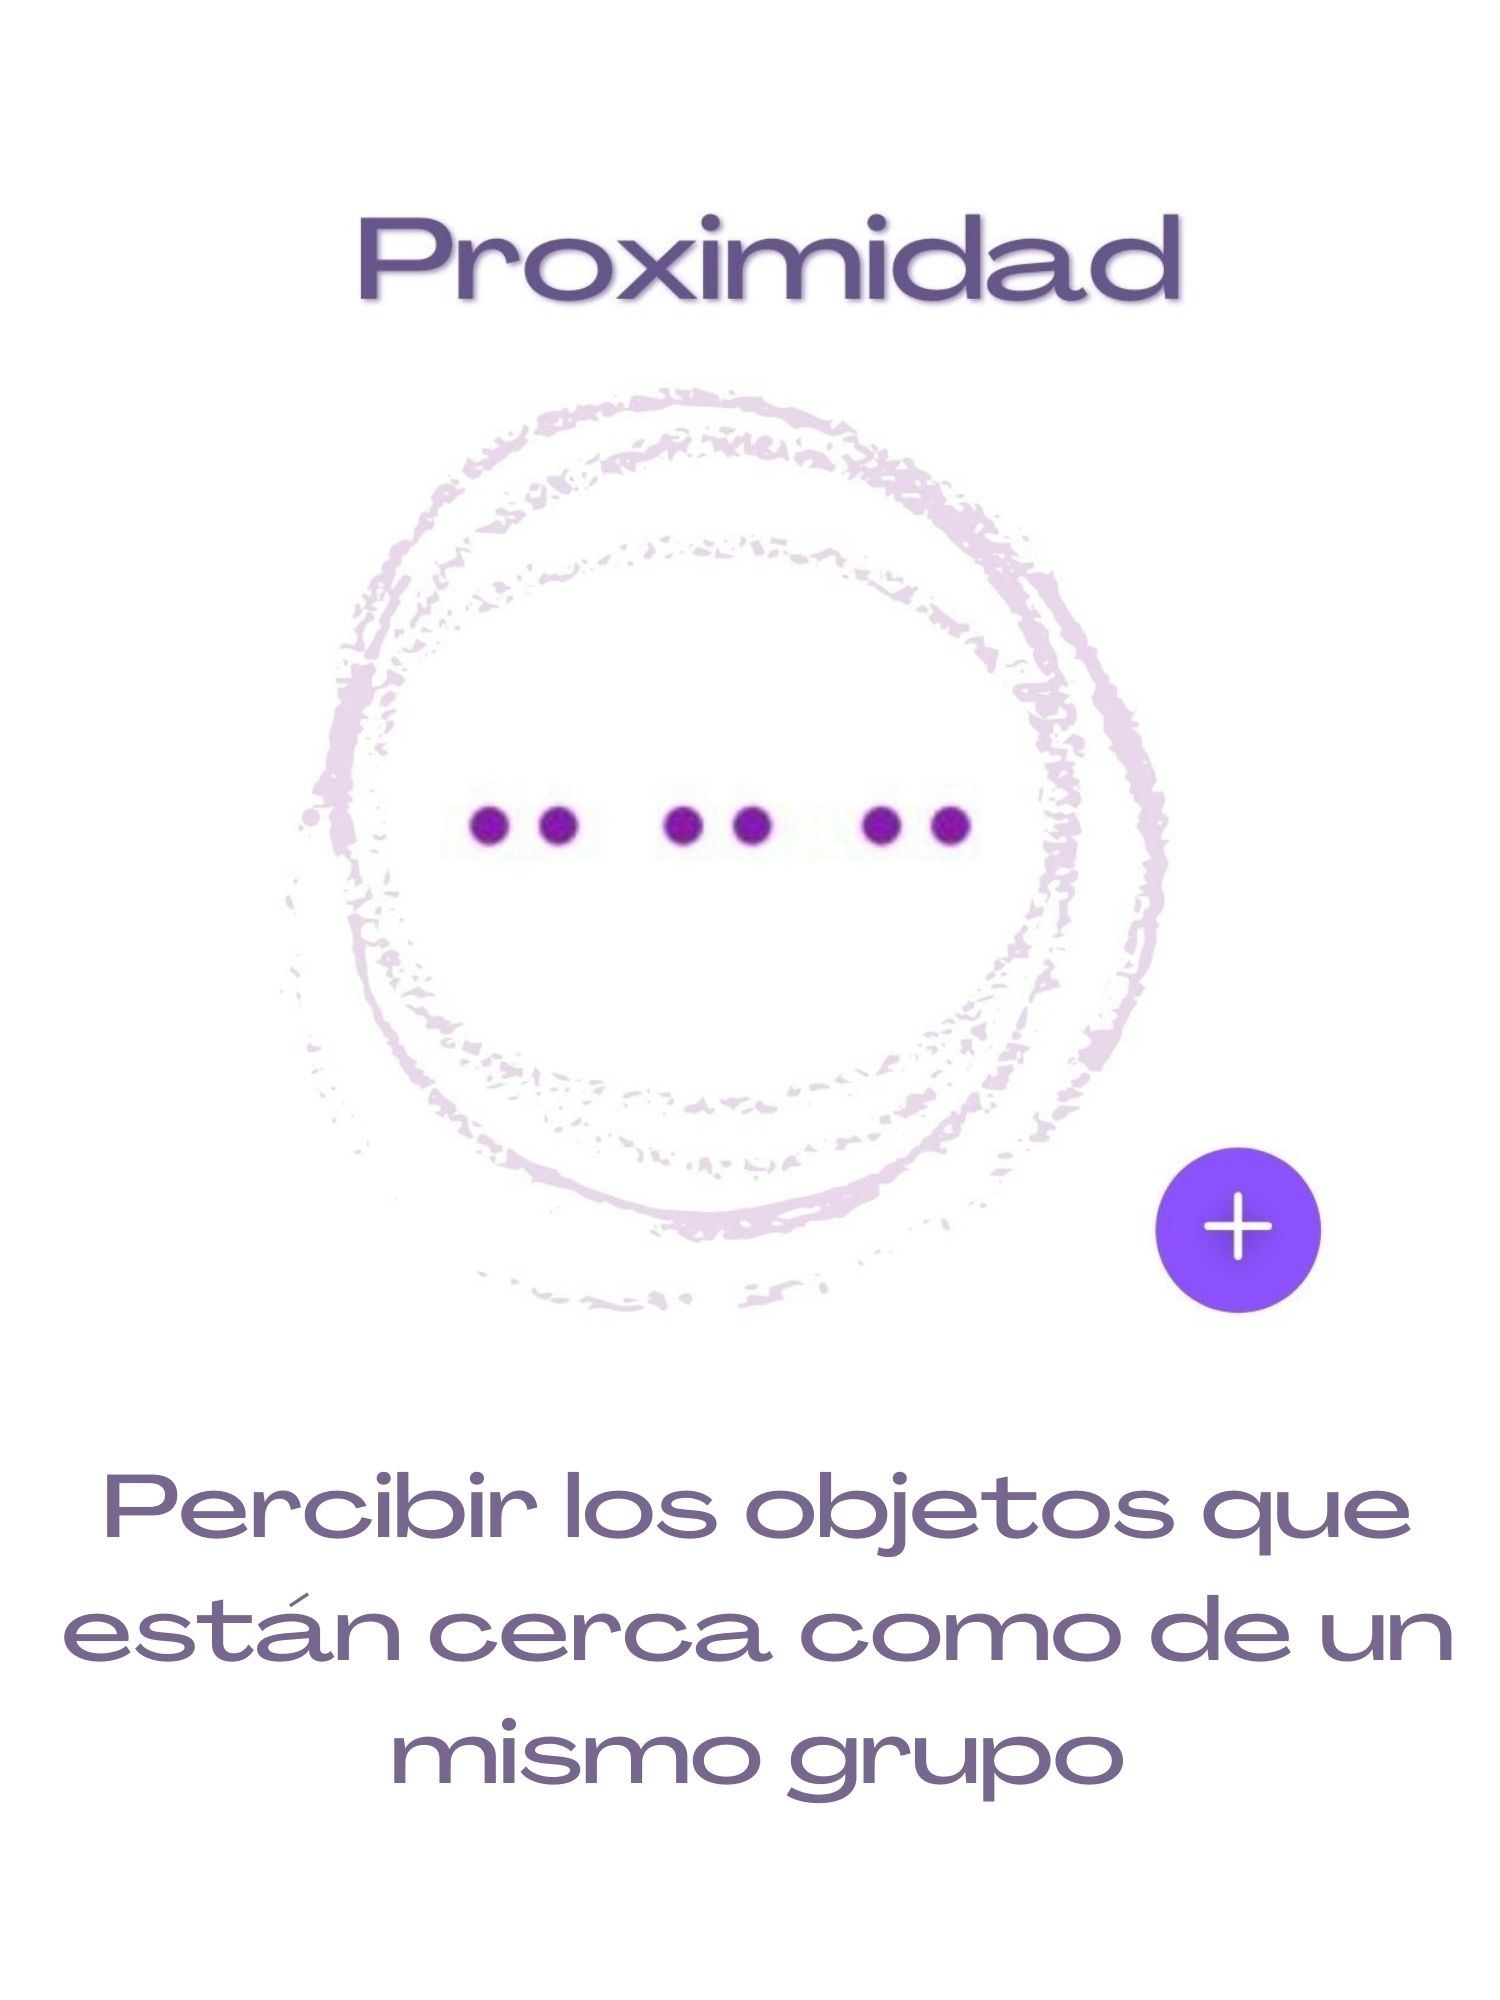 Proximidad
Percibir los objetos que
están cerca como de un
mismo grupo